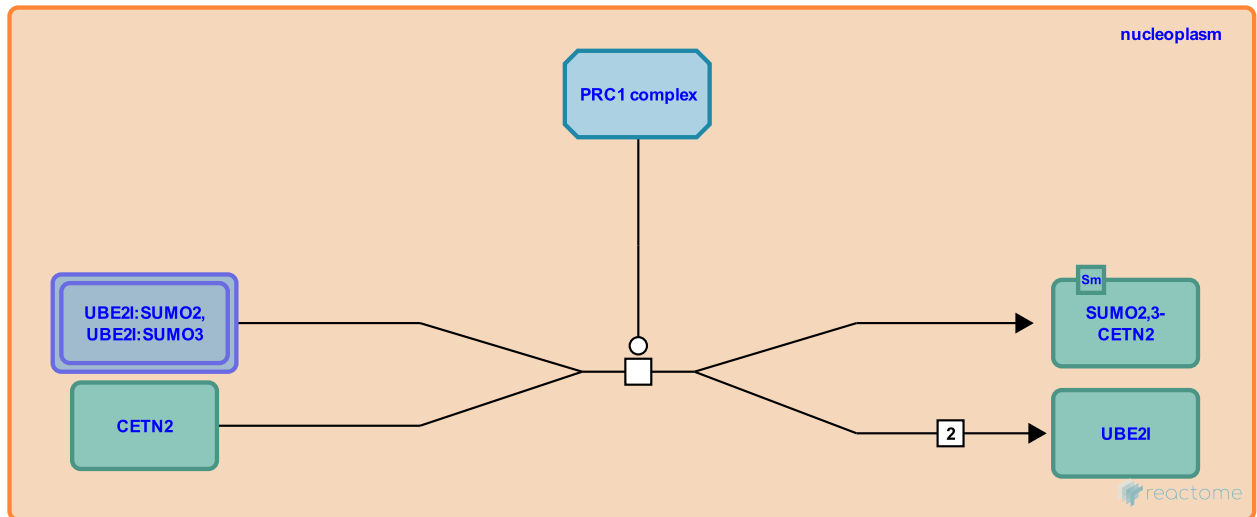 nucleoplasm
PRC1 complex
UBE2I:SUMO2,
UBE2I:SUMO3
CETN2
Sm
SUMO2,3-
CETN2
2
UBE2I
reactome